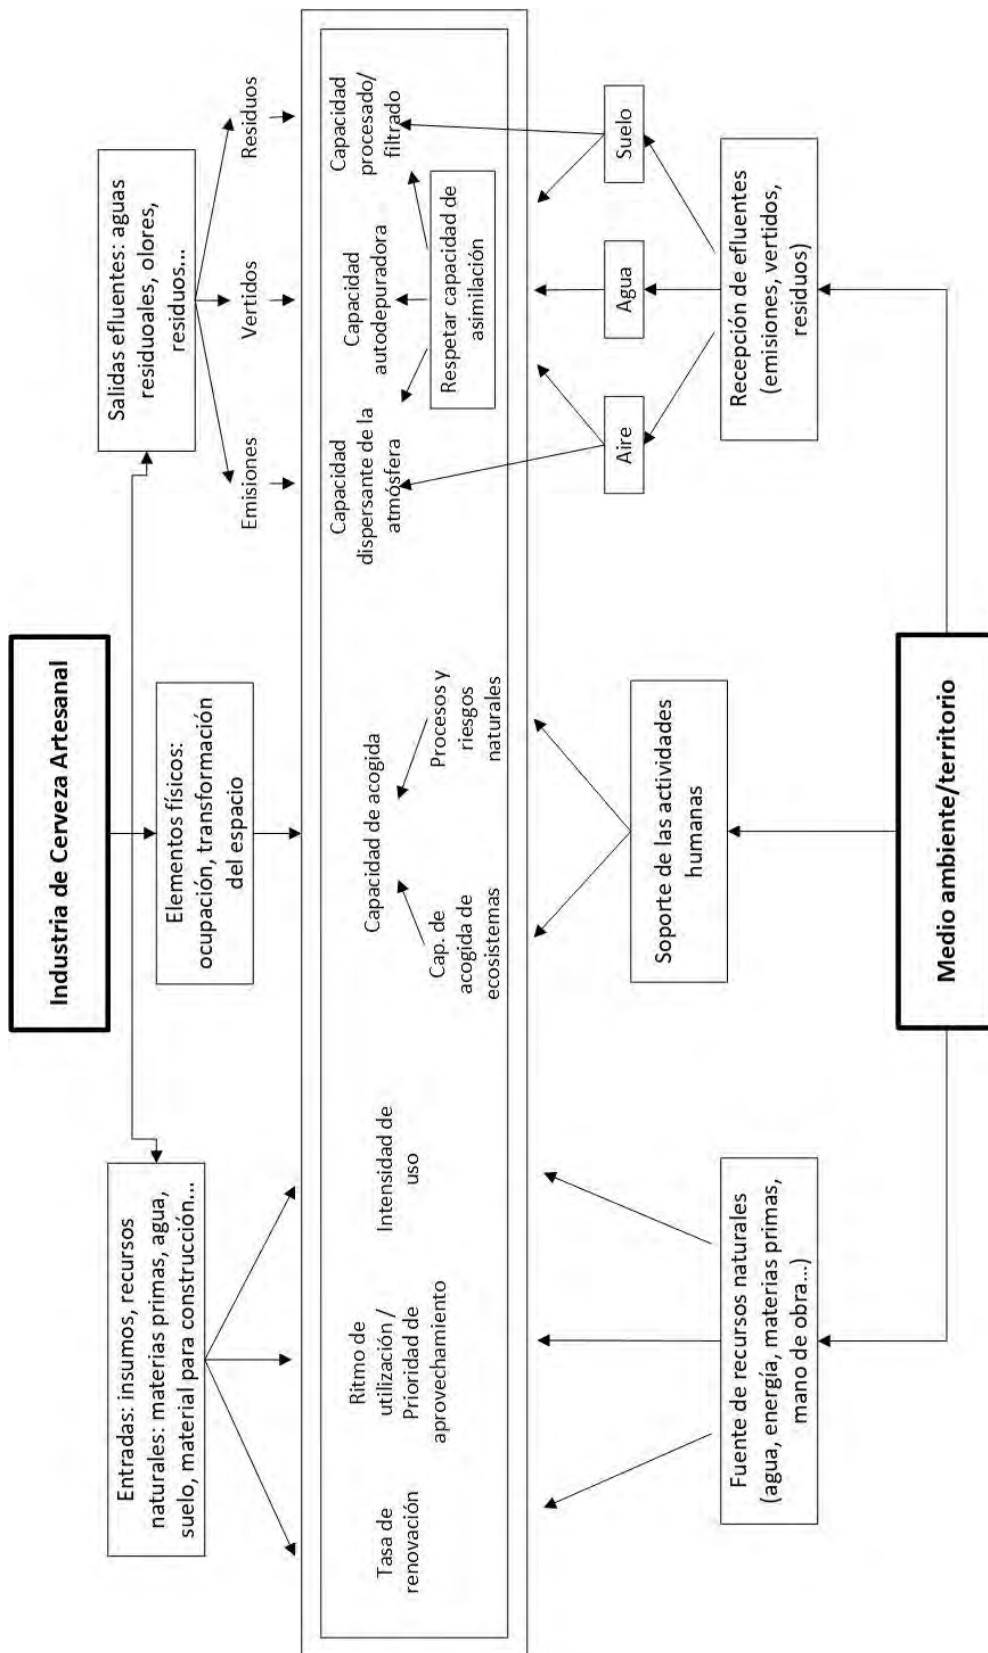 Industria de Cerveza Artesanal
Entradas: insumos, recursos
naturales: materias primas, agua,
suelo, material para construcción...
Elementos físicos:
ocupación, transformación
del espacio
Salidas efluentes: aguas
residuoales, olores,
residuos...
Emisiones
Vertidos
Residuos
Tasa de
renovación
Ritmo de
utilización /
Prioridad de
aprovechamiento
Intensidad de
uso
Capacidad de acogida
Cap. de
acogida de
ecosistemas
Procesos y
riesgos
naturales
Capacidad
dispersante de la
atmósfera
Capacidad
autodepuradora
Capacidad
procesado/
filtrado
Respetar capacidad de
asimilación
Aire
Agua
Suelo
Fuente de recursos naturales
(agua, energía, materias primas,
mano de obra...)
Soporte de las actividades
humanas
Recepción de efluentes
(emisiones, vertidos,
residuos)
Medio ambiente/territorio